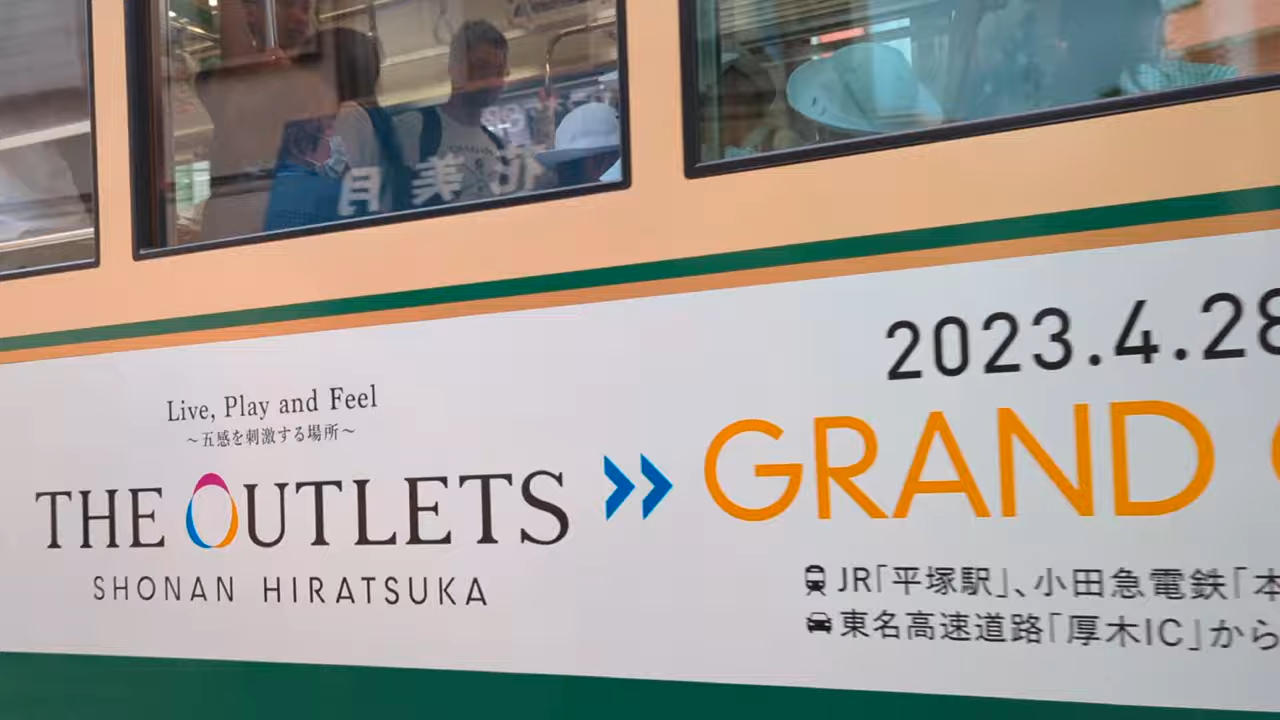 Live, Play and Feel
～五感を刺激する場所～
THE OUTLETS
SHONAN HIRATSUKA
2023.4.28
GRAND
JR「平塚駅」、小田急電鉄「本
東名高速道路「厚木IC」から